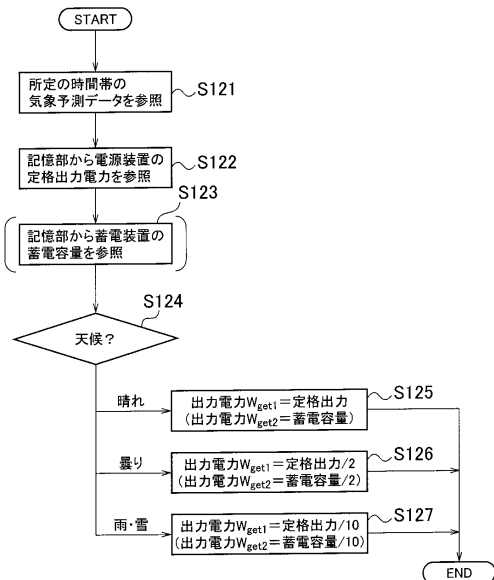 START
所定の時間帯の
気象予測データを参照
S121
記憶部から電源装置の
定格出力電力を参照
S122
S123
記憶部から蓄電装置の
蓄電容量を参照
S124
天候？
晴れ
出力電力Wget1＝定格出力
(出力電力Wget2＝蓄電容量)
S125
曇り
出力電力Wget1＝定格出力/2
(出力電力Wget2＝蓄電容量/2)
S126
雨・雪
出力電力Wget1＝定格出力/10
(出力電力Wget2＝蓄電容量/10)
S127
END